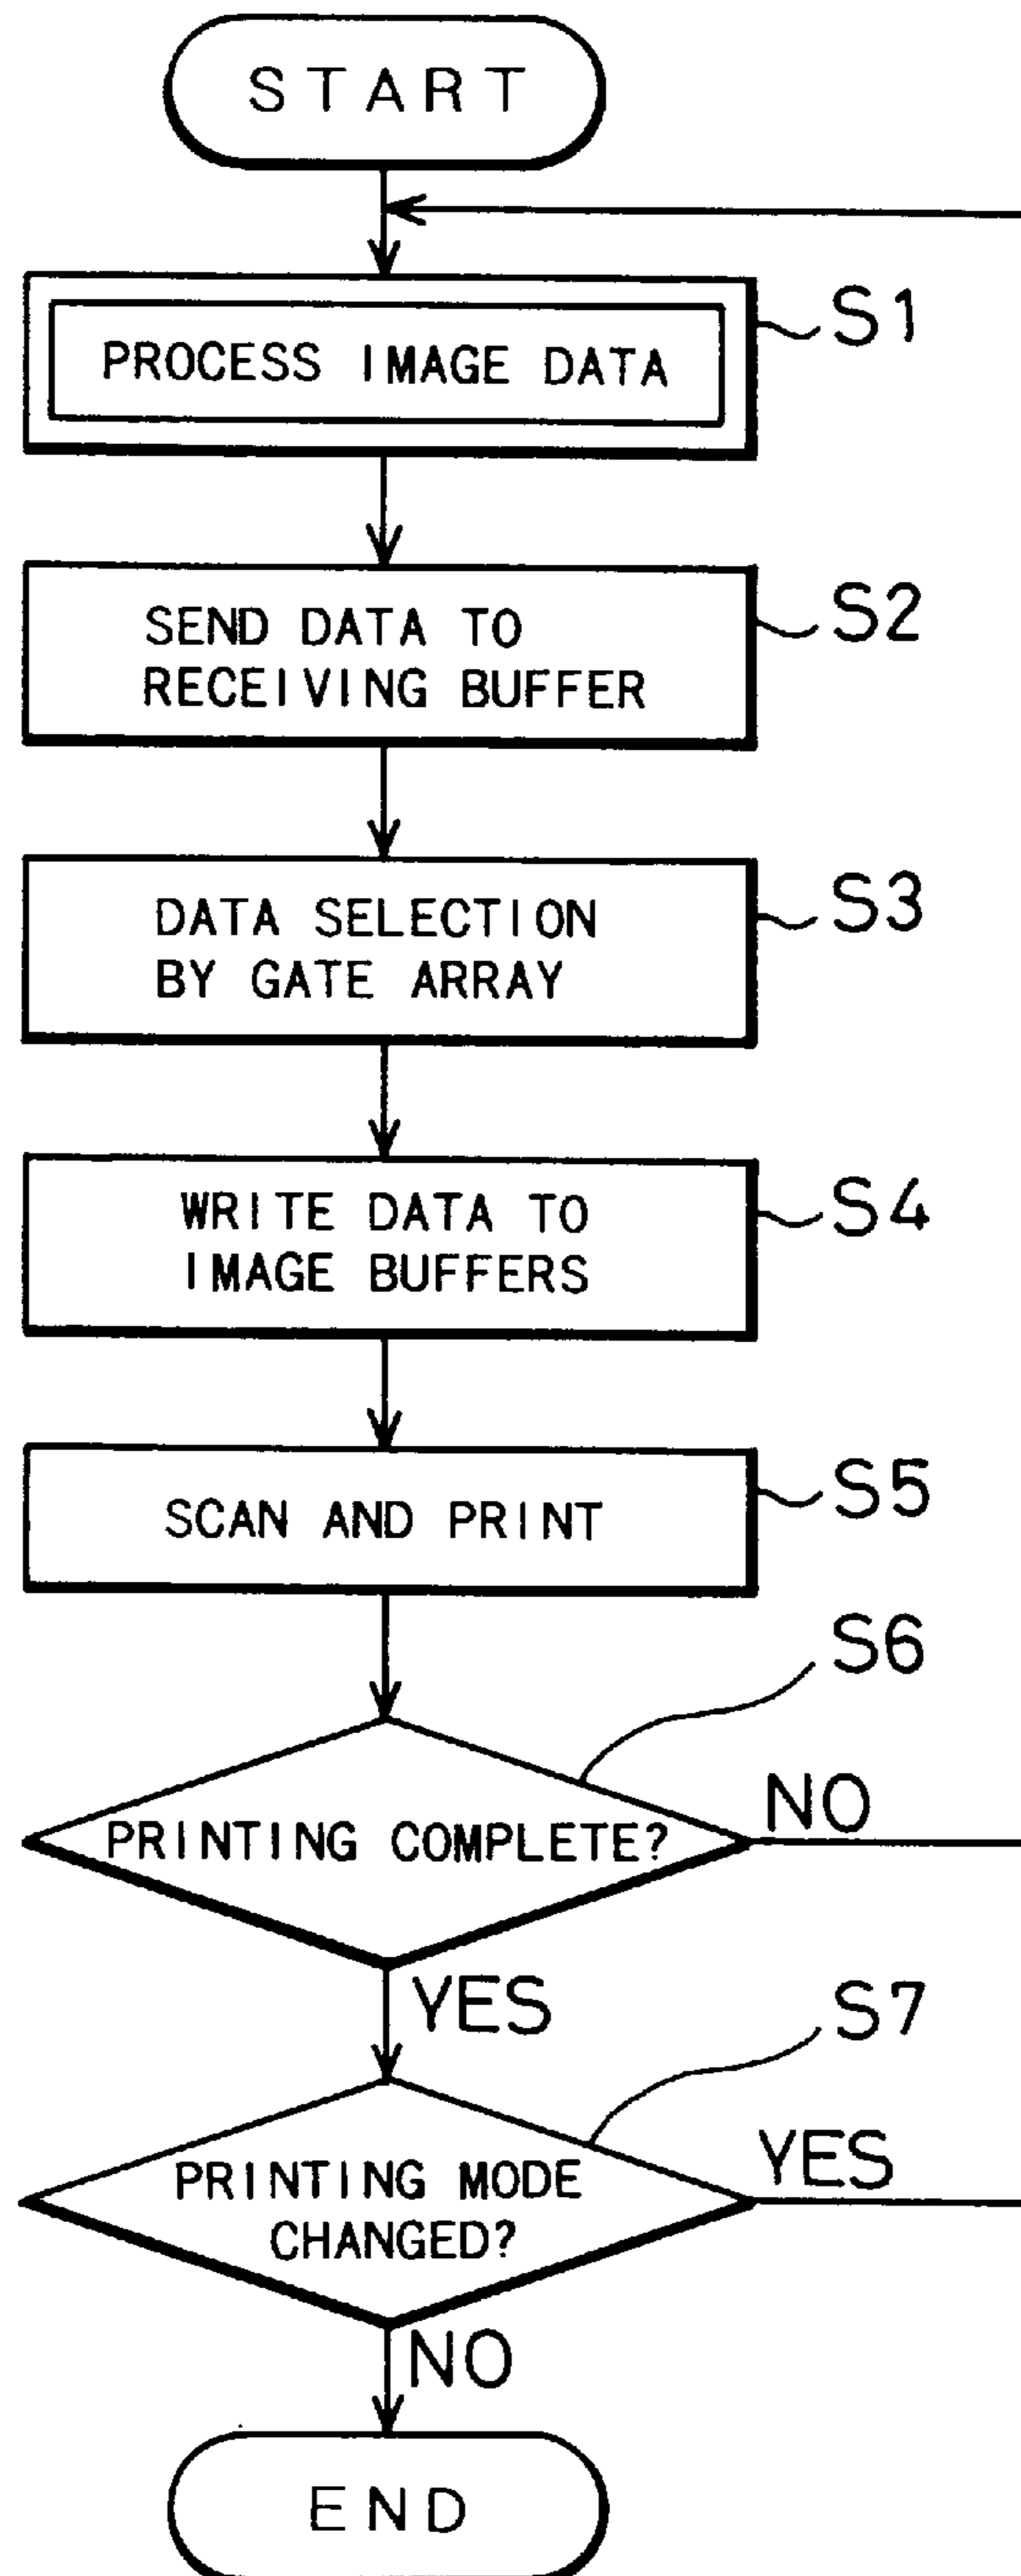 START
PROCESS IMAGE DATA
S1
SEND DATA TO
RECEIVING BUFFER
S2
DATA SELECTION
BY GATE ARRAY
S3
WRITE DATA TO
IMAGE BUFFERS
S4
SCAN AND PRINT
S5
S6
PRINTING COMPLETE?
NO
YES
S7
PRINTING MODE
CHANGED?
YES
NO
END